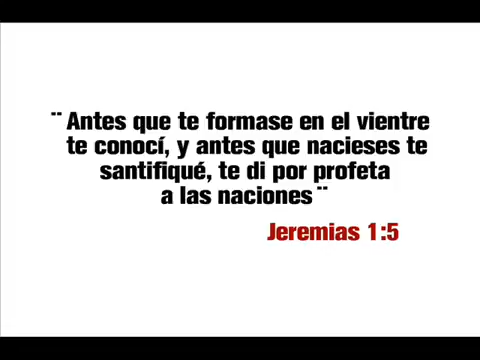 ¨Antes que te formase en el vientre
te conocí, y antes que nacieses te
santifiqué, te di por profeta
a las naciones¨
Jeremias 1:5